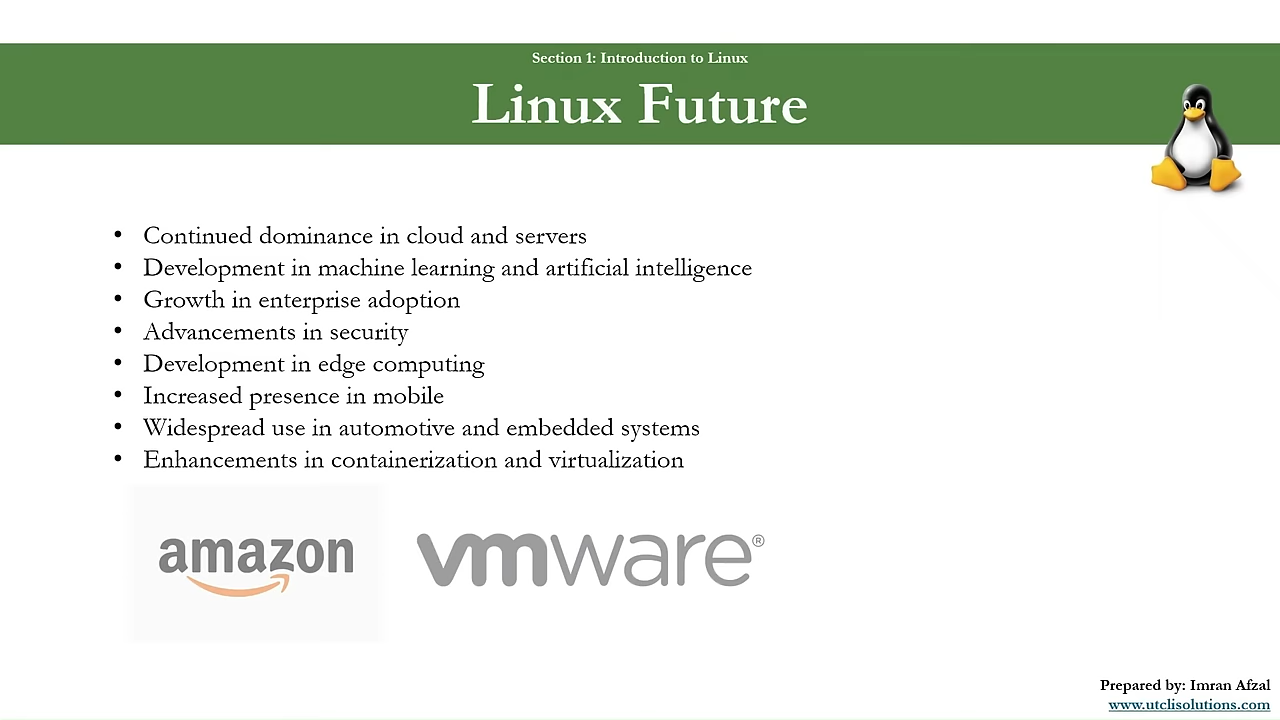 Section 1: Introduction to Linux
Linux Future
• Continued dominance in cloud and servers
• Development in machine learning and artificial intelligence
• Growth in enterprise adoption
• Advancements in security
• Development in edge computing
• Increased presence in mobile
• Widespread use in automotive and embedded systems
• Enhancements in containerization and virtualization
amazon
vmware®
Prepared by: Imran Afzal
www.utclisolutions.com